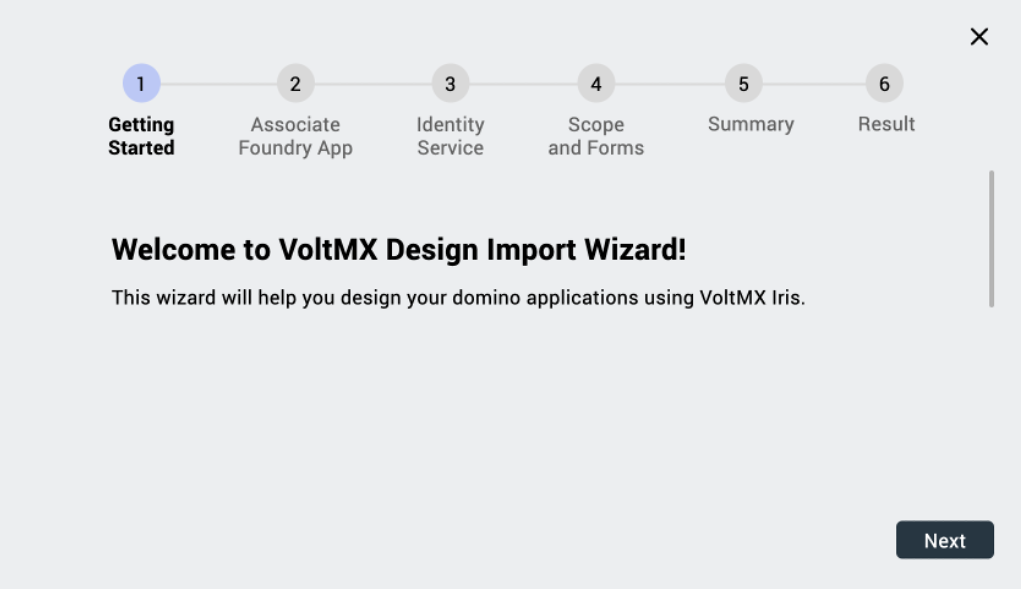 1 2 3 4 5 6
Getting Associate Identity Scope Summary Result
Started Foundry App Service and Forms
Welcome to VoltMX Design Import Wizard!
This wizard will help you design your domino applications using VoltMX Iris.
Next